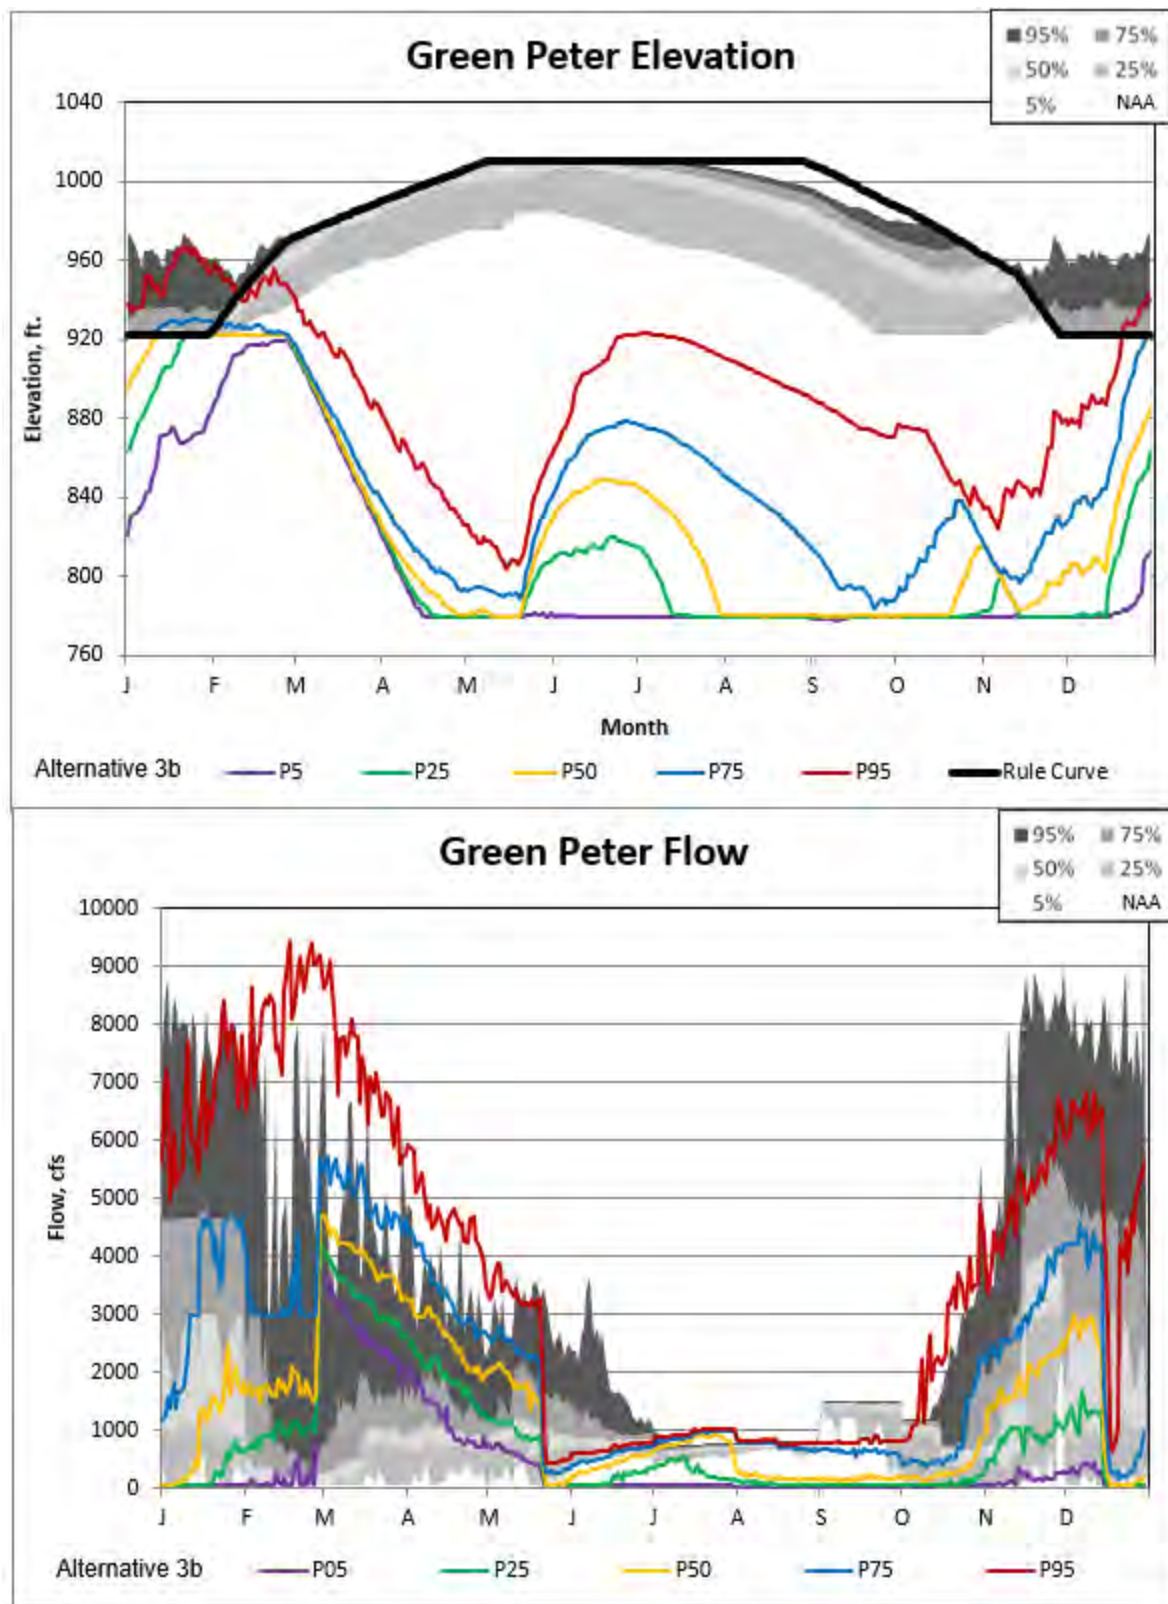 Green Peter Elevation
95% 75%
50% 25%
5% NAA
1040
1000
960
920
880
840
800
760
Elevation, ft.
J F M A M J J A S O N D
Month
Alternative 3b P5 P25 P50 P75 P95 Rule Curve
Green Peter Flow
95% 75%
50% 25%
5% NAA
10000
9000
8000
7000
6000
5000
4000
3000
2000
1000
0
Flow, cfs
J F M A M J J A S O N D
Alternative 3b P05 P25 P50 P75 P95